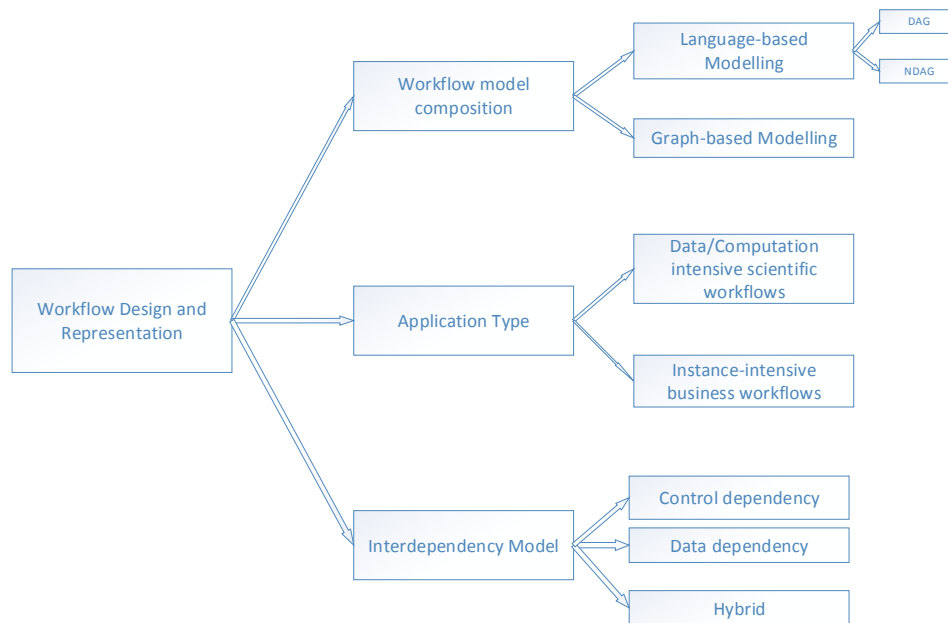 DAG
Language-based
Modelling
NDAG
Workflow model
composition
Graph-based Modelling
Data/Computation
intensive scientific
workflows
Workflow Design and
Representation
Application Type
Instance-intensive
business workflows
Control dependency
Interdependency Model
Data dependency
Hybrid